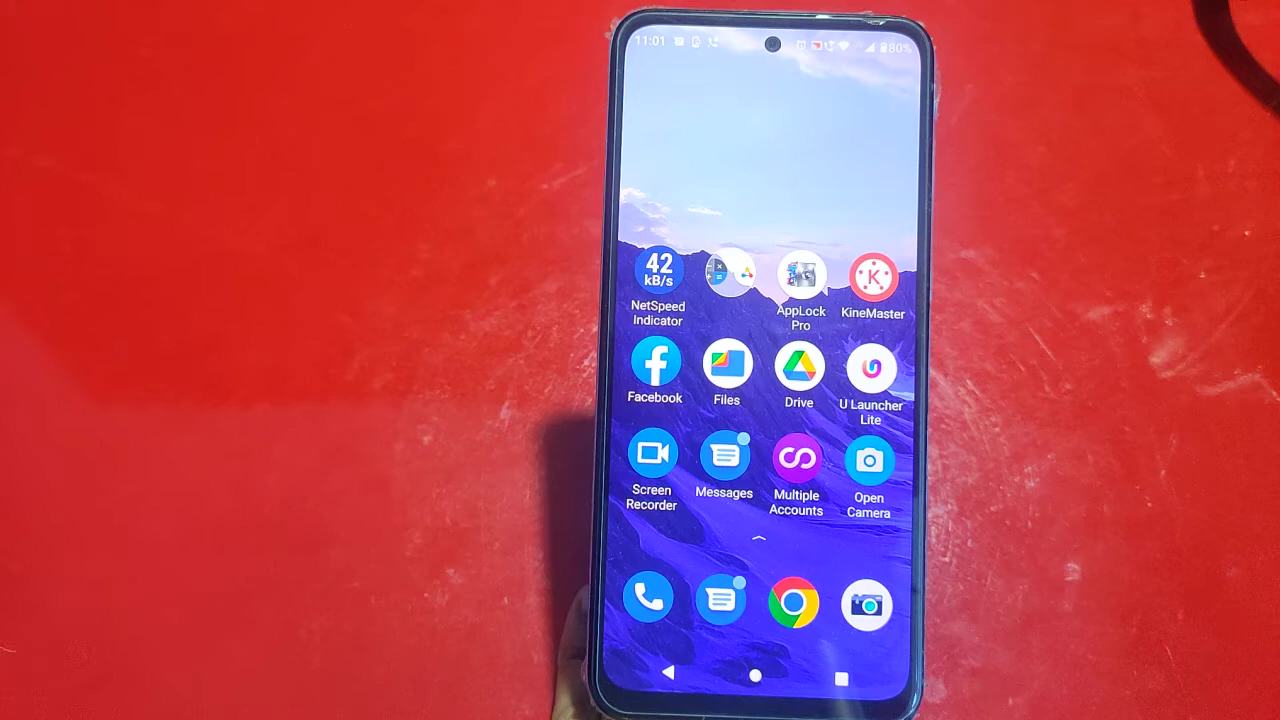 11:01
80%
42
kB/s
K
NetSpeed
Indicator
AppLock
Pro
KineMaster
Facebook
Files
Drive
U Launcher
Lite
Screen
Recorder
Messages
Multiple
Accounts
Open
Camera